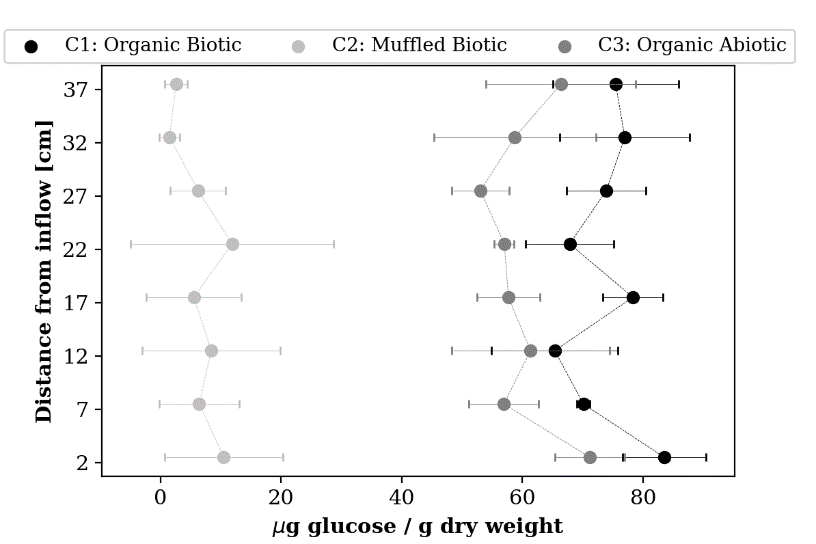 C1: Organic Biotic C2: Muffled Biotic C3: Organic Abiotic
37
32
27
22
17
12
7
2
Distance from inflow [cm]
0 20 40 60 80
μg glucose / g dry weight